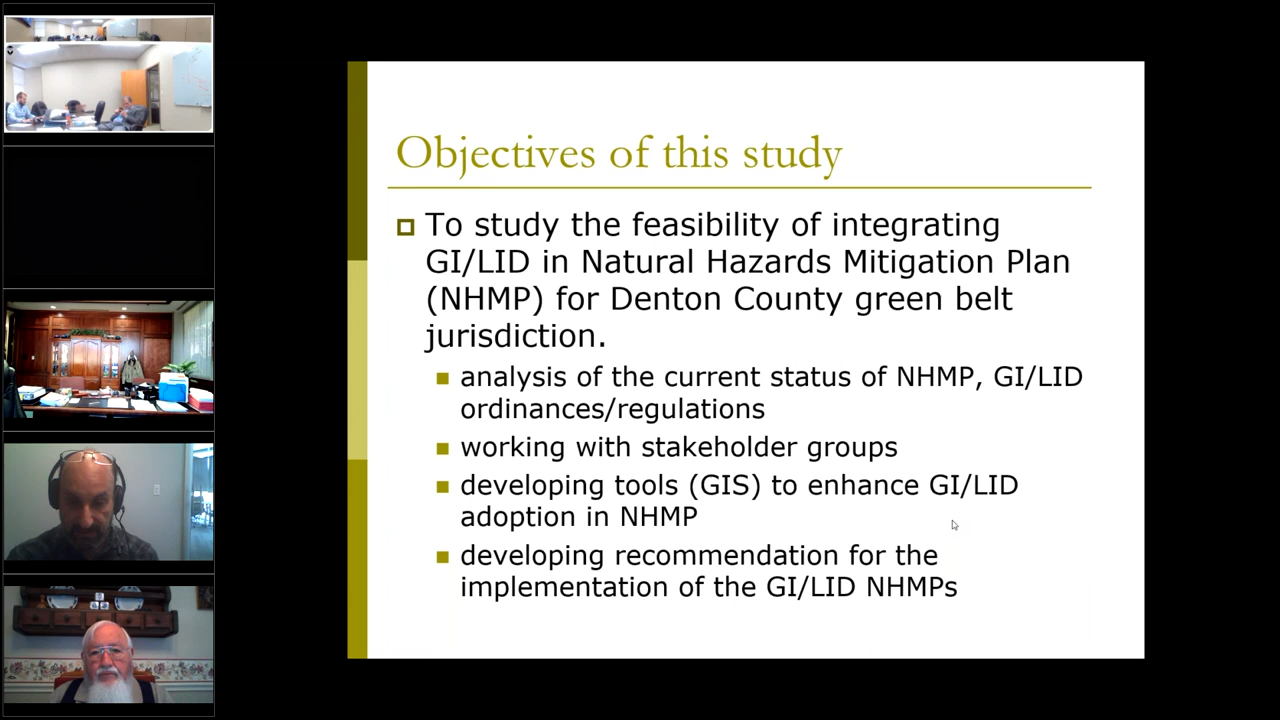 Objectives of this study
To study the feasibility of integrating
GI/LID in Natural Hazards Mitigation Plan
(NHMP) for Denton County green belt
jurisdiction.
analysis of the current status of NHMP, GI/LID
ordinances/regulations
working with stakeholder groups
developing tools (GIS) to enhance GI/LID
adoption in NHMP
developing recommendation for the
implementation of the GI/LID NHMPs